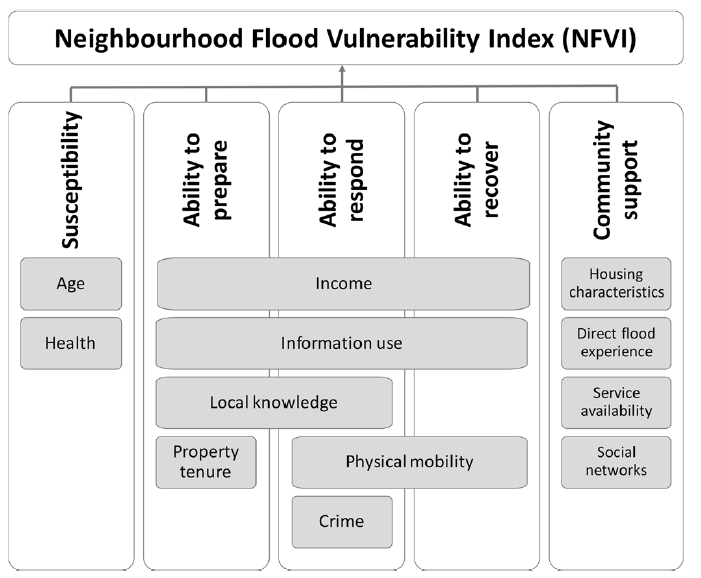 Neighbourhood Flood Vulnerability Index (NFVI)
Susceptibility
Ability to
prepare
Ability to
respond
Ability to
recover
Community
support
Age
Income
Housing
characteristics
Health
Information use
Direct flood
experience
Local knowledge
Service
availability
Property
tenure
Physical mobility
Social
networks
Crime